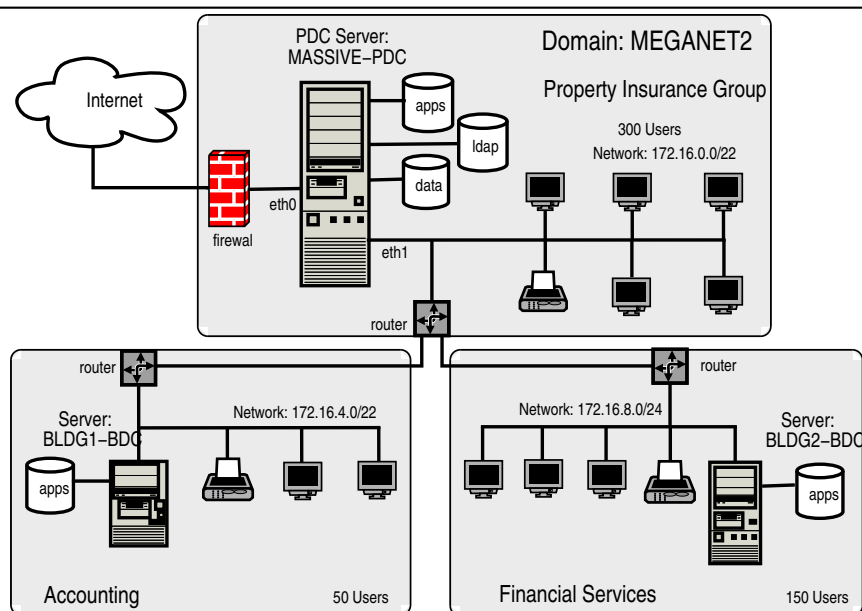 PDC Server:
MASSIVE−PDC
Domain: MEGANET2
Property Insurance Group
Internet
apps
ldap
data
300 Users
Network: 172.16.0.0/22
eth0
firewal
eth1
router
router
router
Network: 172.16.4.0/22
Server:
BLDG1−BDC
apps
Accounting
50 Users
Network: 172.16.8.0/24
Server:
BLDG2−BDC
apps
Financial Services
150 Users